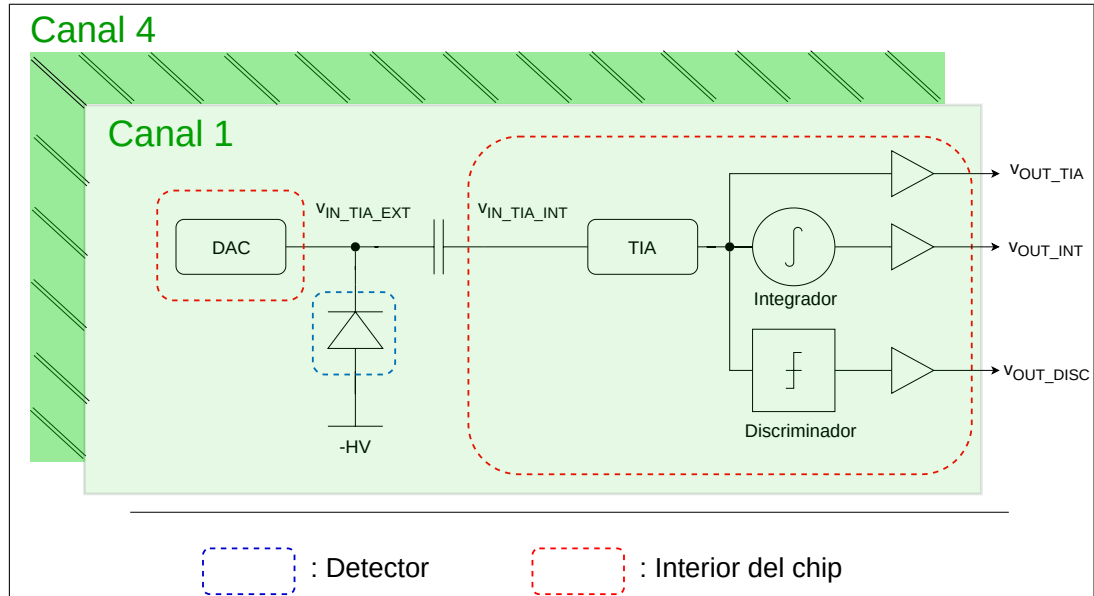 Canal 4
Canal 1
vIN_TIA_EXT
vIN_TIA_INT
vOUT_TIA
DAC
TIA
∫
vOUT_INT
Integrador
vOUT_DISC
Discriminador
-HV
: Detector
: Interior del chip